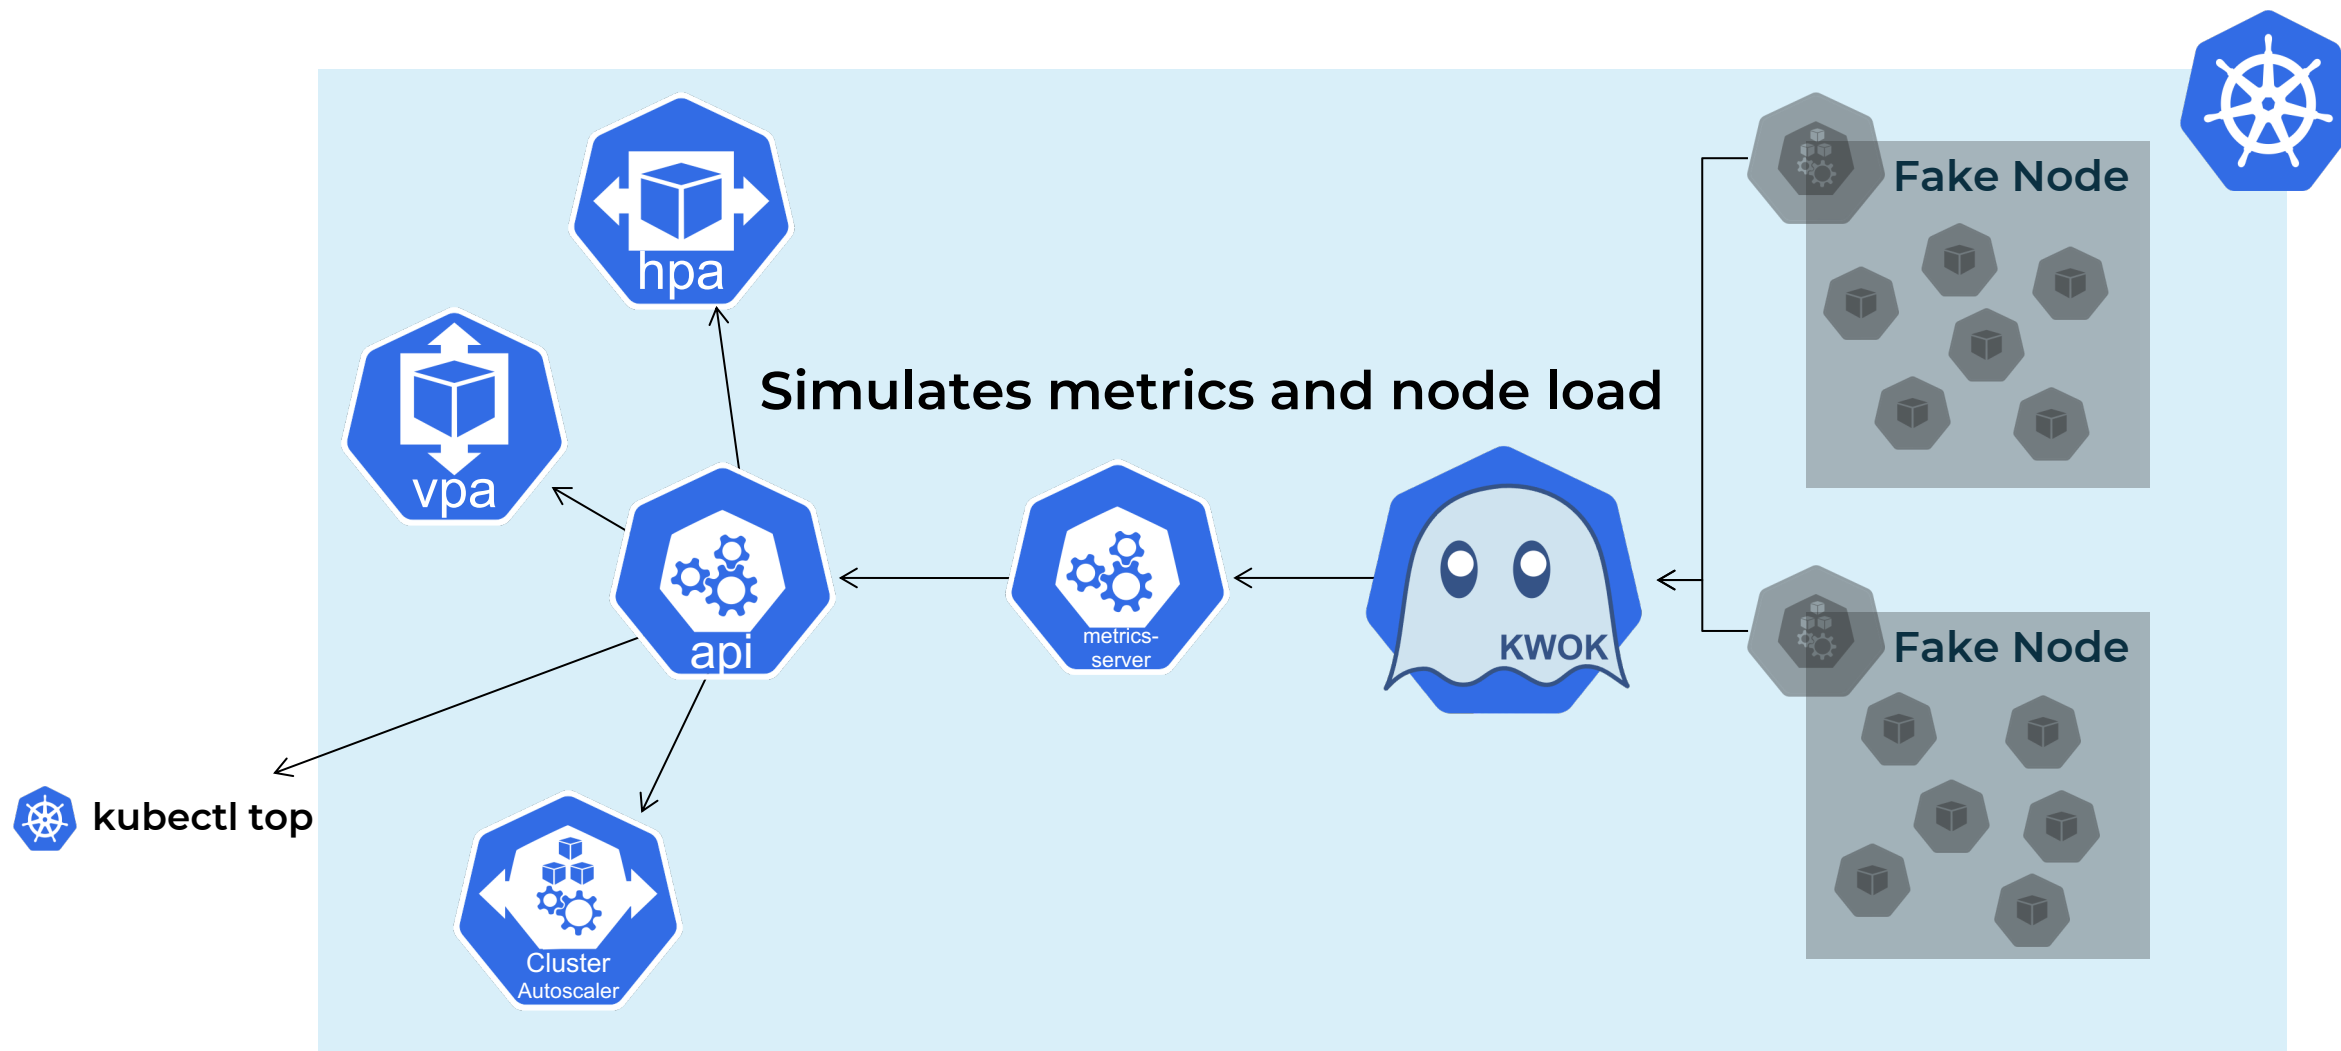 Fake Node
hpa
Simulates metrics and node load
vpa
KWOK
metrics-
server
api
Fake Node
kubectl top
Cluster
Autoscaler